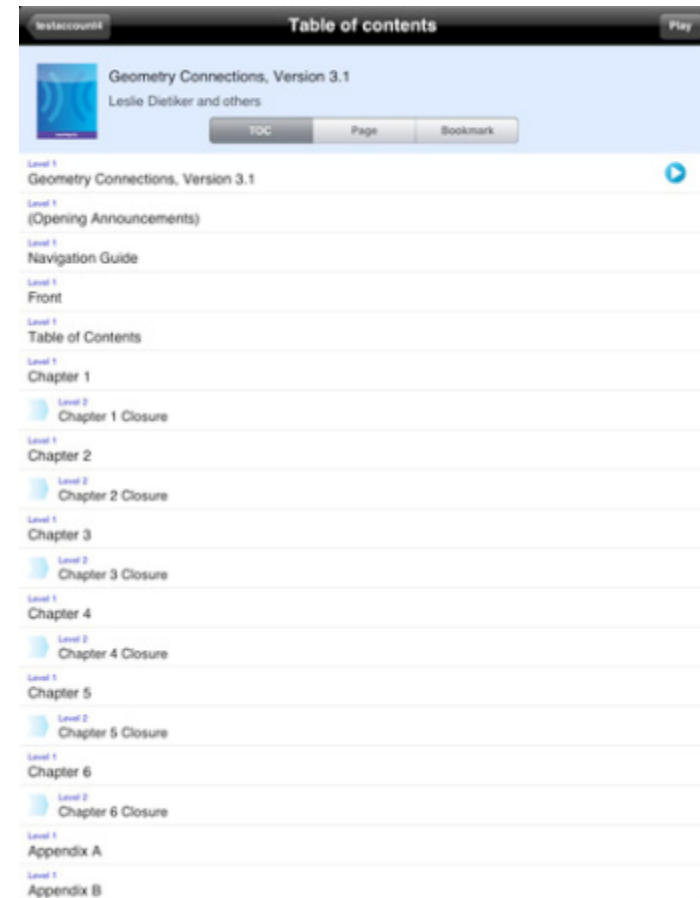 testaccount4
Table of contents
Play
Geometry Connections, Version 3.1
Leslie Dietiker and others
TOC
Page
Bookmark
Level 1
Geometry Connections, Version 3.1
Level 1
(Opening Announcements)
Level 1
Navigation Guide
Level 1
Front
Level 1
Table of Contents
Level 1
Chapter 1
Level 2
Chapter 1 Closure
Level 1
Chapter 2
Level 2
Chapter 2 Closure
Level 1
Chapter 3
Level 2
Chapter 3 Closure
Level 1
Chapter 4
Level 2
Chapter 4 Closure
Level 1
Chapter 5
Level 2
Chapter 5 Closure
Level 1
Chapter 6
Level 2
Chapter 6 Closure
Level 1
Appendix A
Level 1
Appendix B